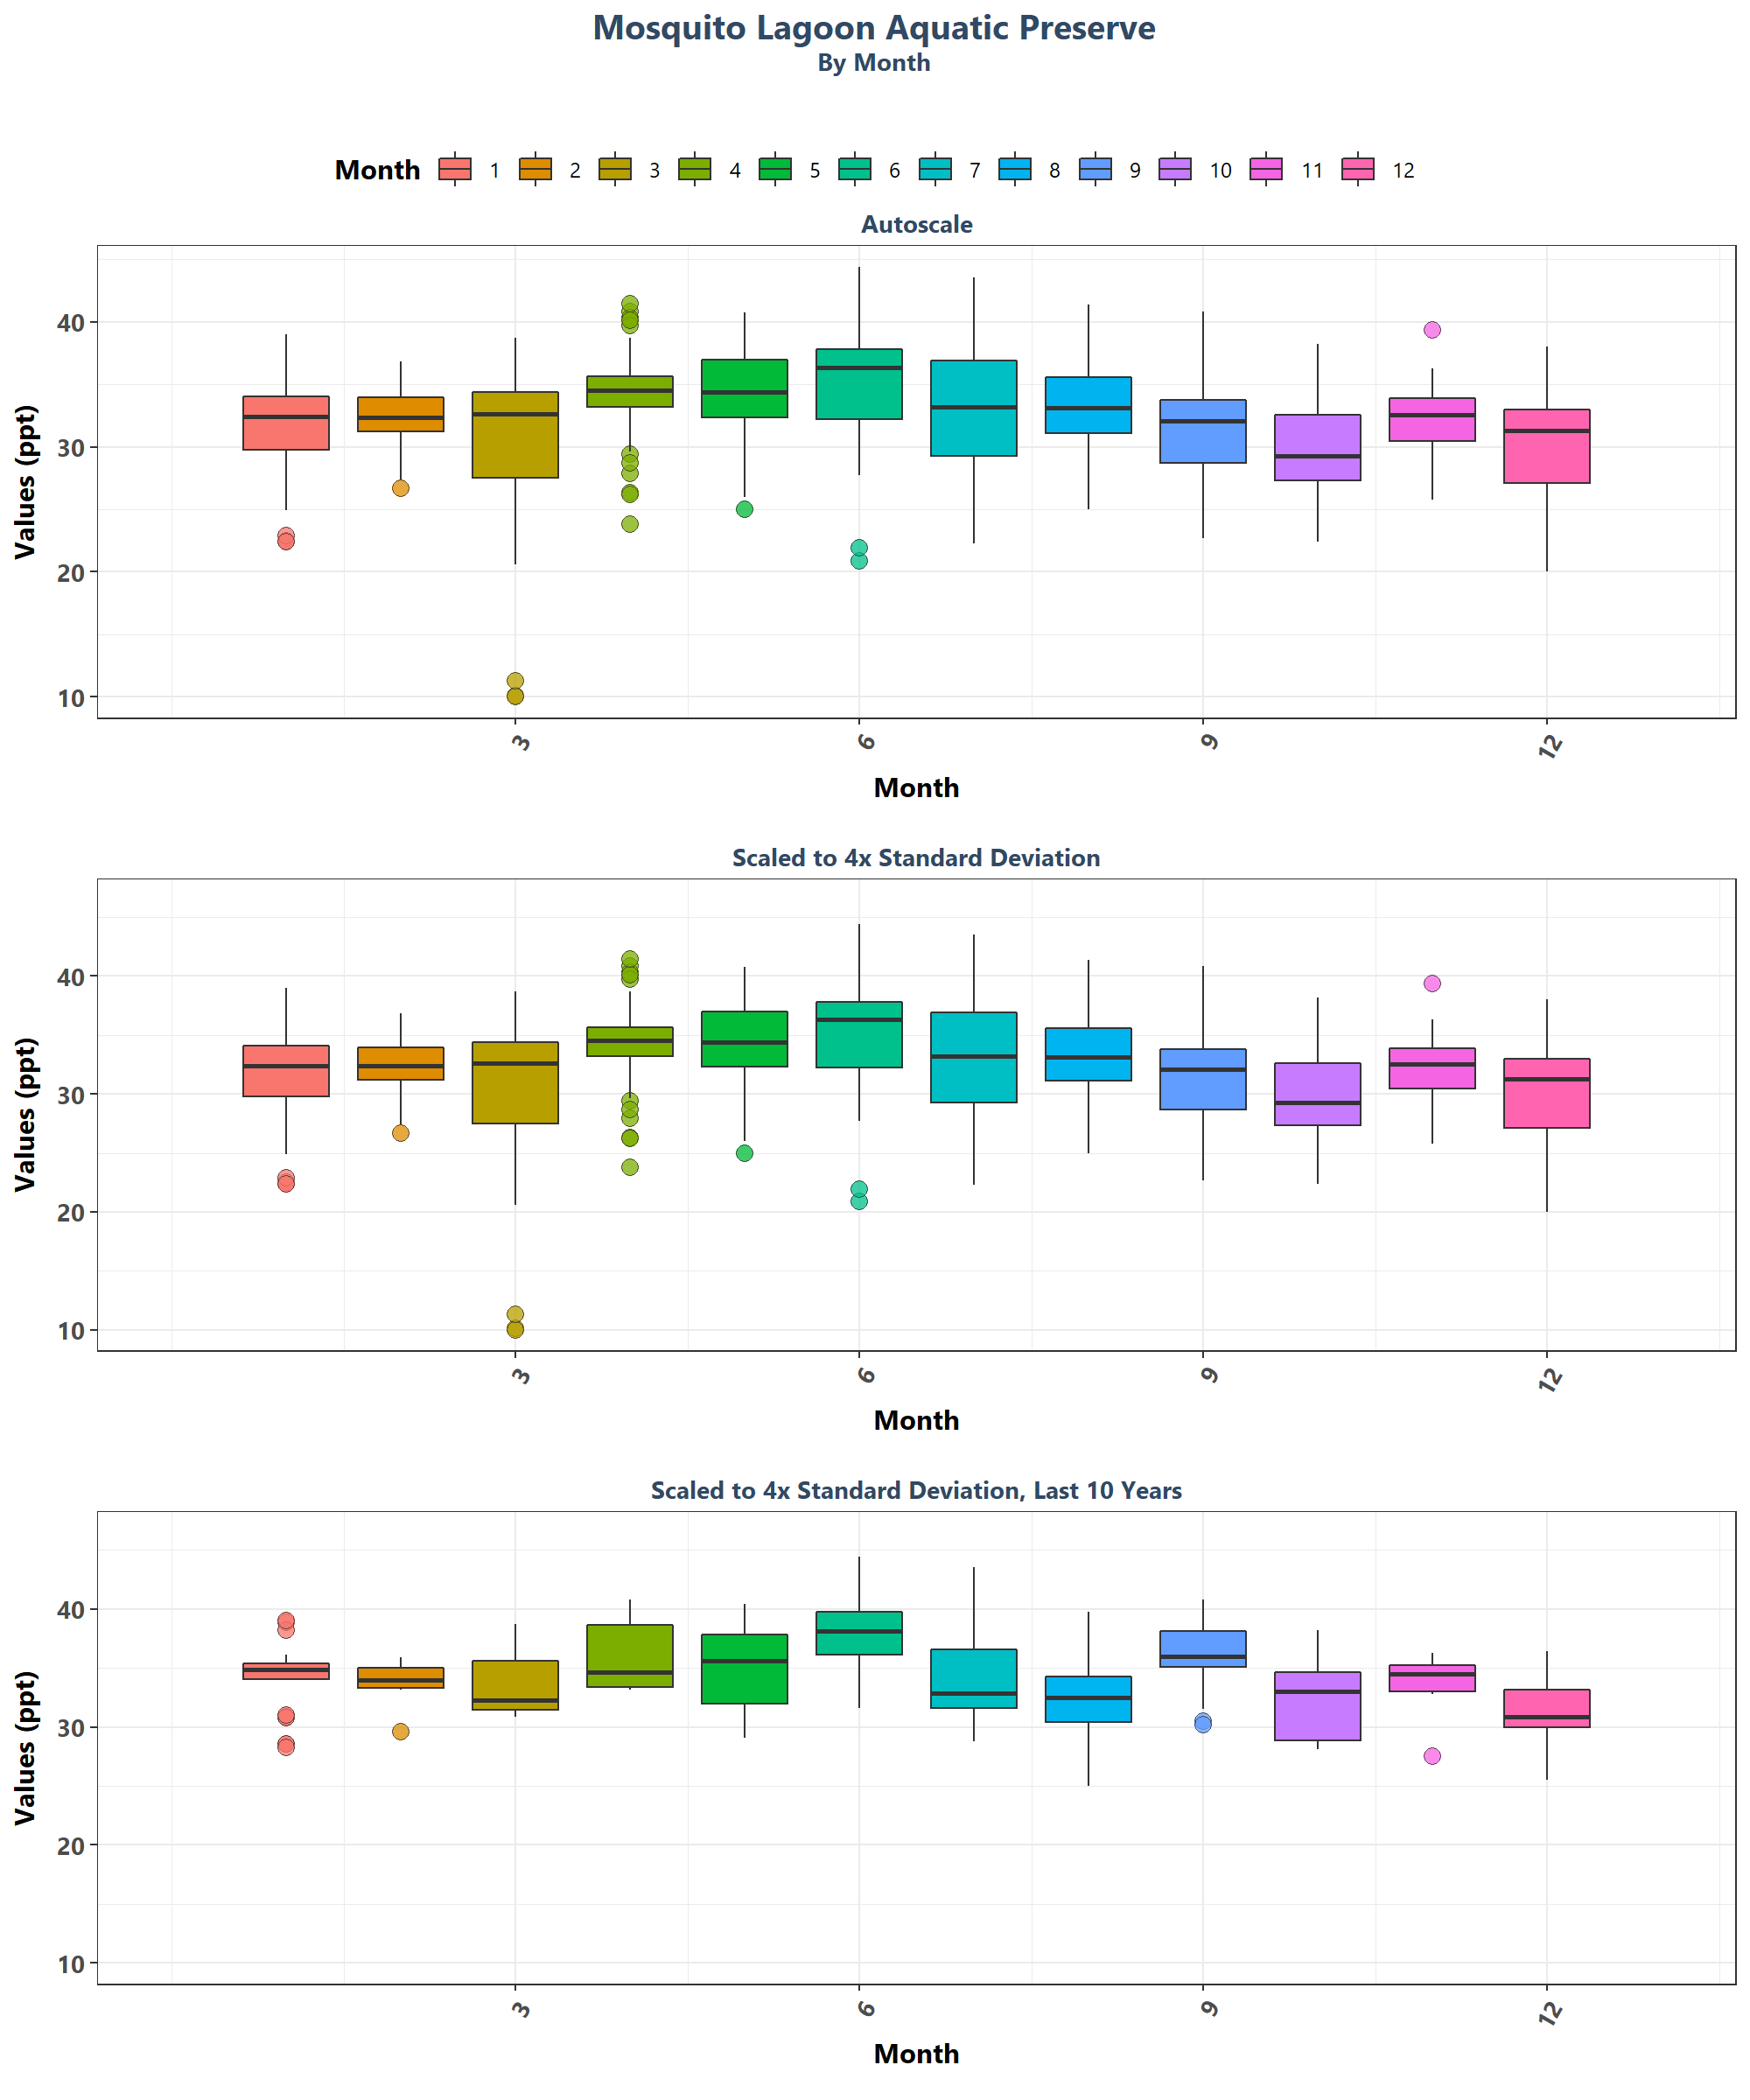 Mosquito Lagoon Aquatic Preserve
By Month
Month 1 2 3 4 5 6 7 8 9 10 11 12
Autoscale
Values (ppt)
40
30
20
10
3 6 9 12
Month
Scaled to 4x Standard Deviation
Values (ppt)
40
30
20
10
3 6 9 12
Month
Scaled to 4x Standard Deviation, Last 10 Years
Values (ppt)
40
30
20
10
3 6 9 12
Month